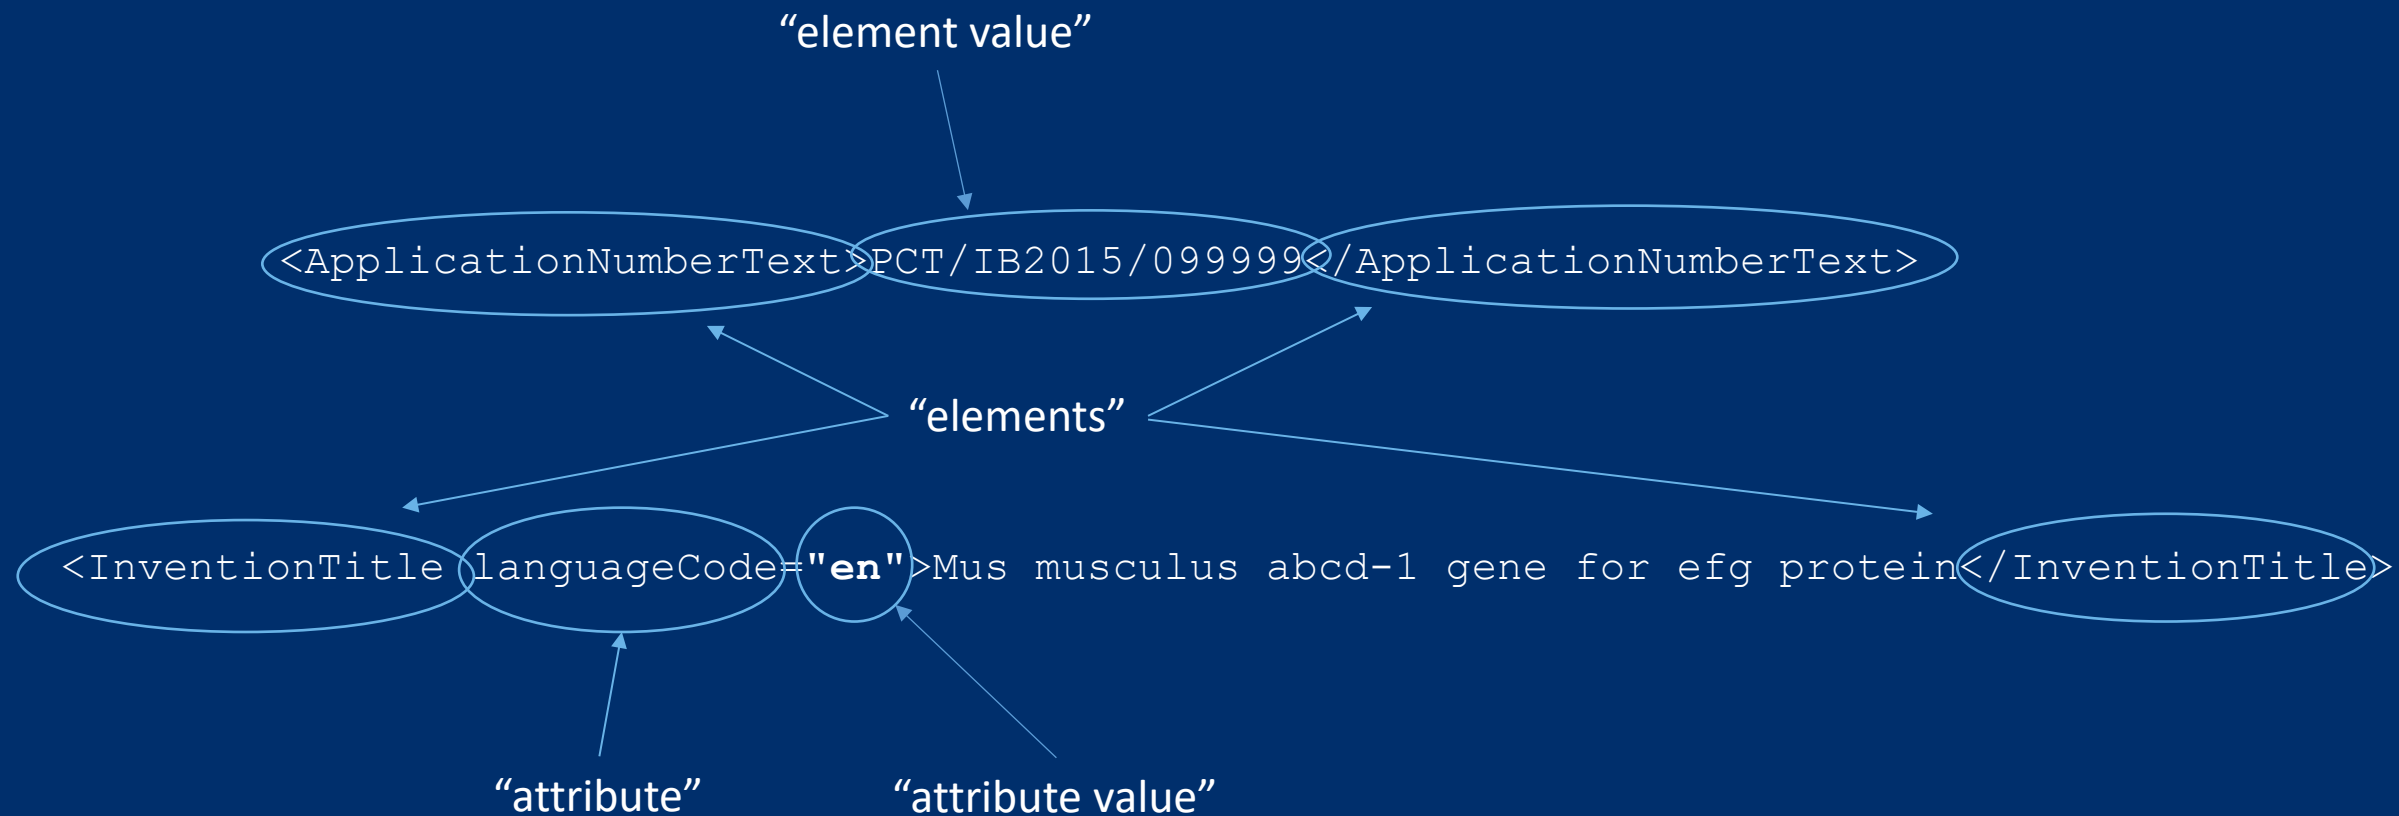 “element value”
<ApplicationNumberText>PCT/IB2015/099999</ApplicationNumberText>
“elements”
<InventionTitle languageCode="en">Mus musculus abcd-1 gene for efg protein</InventionTitle>
“attribute” “attribute value”